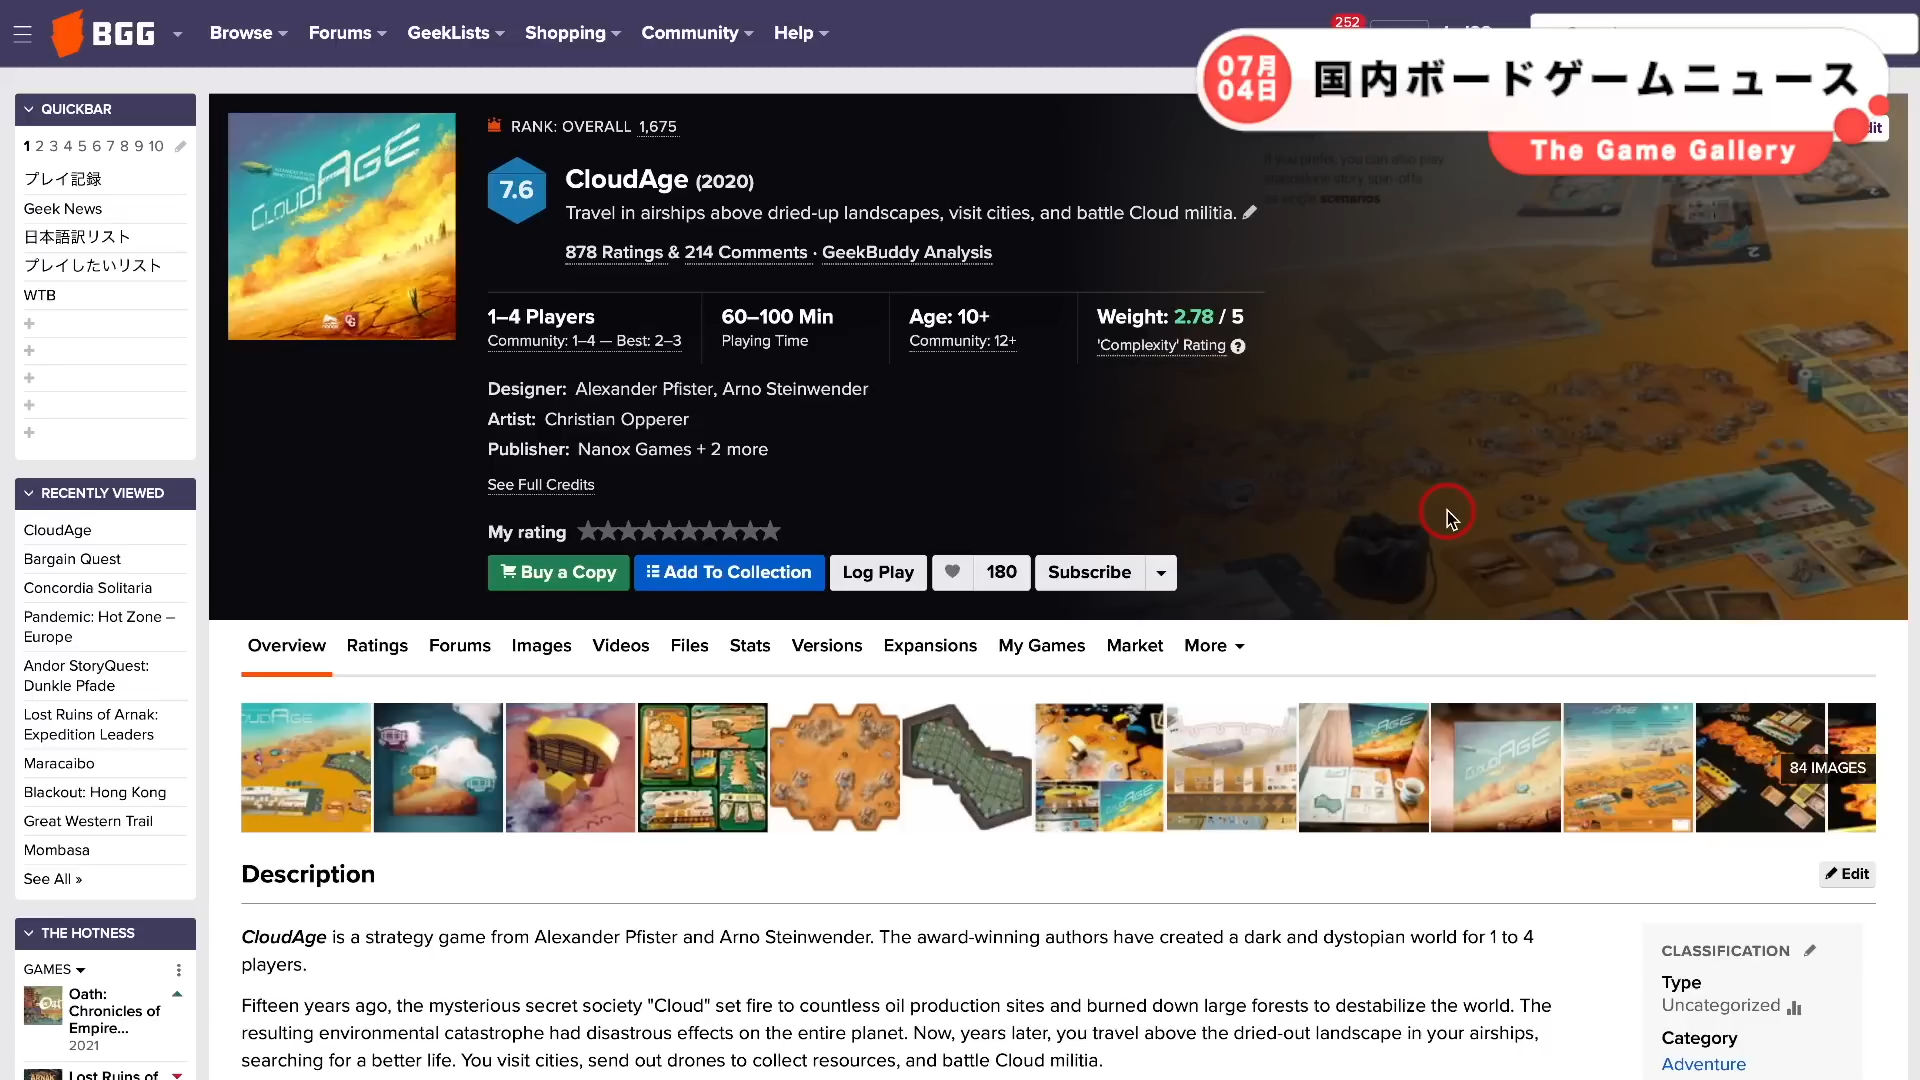 BGG
Browse
Forums
GeekLists
Shopping
Community
Help
252
07月
04日
国内ボードゲームニュース
The Game Gallery
QUICKBAR
1 2 3 4 5 6 7 8 9 10
プレイ記録
Geek News
日本語訳リスト
プレイしたいリスト
WTB
RECENTLY VIEWED
CloudAge
Bargain Quest
Concordia Solitaria
Pandemic: Hot Zone –
Europe
Andor StoryQuest:
Dunkle Pfade
Lost Ruins of Arnak:
Expedition Leaders
Maracaibo
Blackout: Hong Kong
Great Western Trail
Mombasa
See All »
THE HOTNESS
GAMES
Oath:
Chronicles of
Empire...
2021
Lost Ruins of
CLOUDAGE
RANK: OVERALL 1,675
7.6
CloudAge (2020)
Travel in airships above dried-up landscapes, visit cities, and battle Cloud militia.
878 Ratings & 214 Comments · GeekBuddy Analysis
If you prefer, you can also play
standalone story spin-offs
as single scenarios
1–4 Players
Community: 1–4 — Best: 2–3
60–100 Min
Playing Time
Age: 10+
Community: 12+
Weight: 2.78 / 5
'Complexity' Rating
Designer: Alexander Pfister, Arno Steinwender
Artist: Christian Opperer
Publisher: Nanox Games + 2 more
See Full Credits
My rating
Buy a Copy
Add To Collection
Log Play
180
Subscribe
Overview
Ratings
Forums
Images
Videos
Files
Stats
Versions
Expansions
My Games
Market
More
84 IMAGES
Description
Edit
CloudAge is a strategy game from Alexander Pfister and Arno Steinwender. The award-winning authors have created a dark and dystopian world for 1 to 4
players.
Fifteen years ago, the mysterious secret society "Cloud" set fire to countless oil production sites and burned down large forests to destabilize the world. The
resulting environmental catastrophe had disastrous effects on the entire planet. Now, years later, you travel above the dried-out landscape in your airships,
searching for a better life. You visit cities, send out drones to collect resources, and battle Cloud militia.
CLASSIFICATION
Type
Uncategorized
Category
Adventure